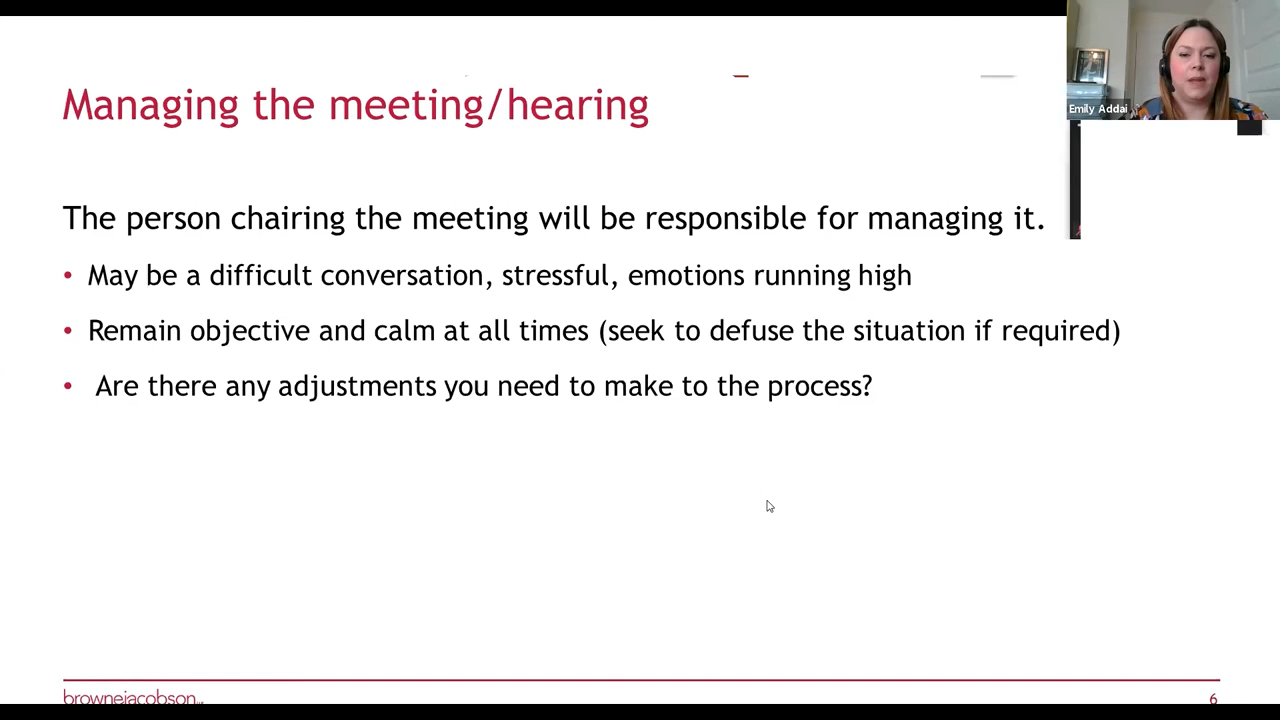 Managing the meeting/hearing
Emily Addai
The person chairing the meeting will be responsible for managing it.
• May be a difficult conversation, stressful, emotions running high
• Remain objective and calm at all times (seek to defuse the situation if required)
• Are there any adjustments you need to make to the process?
brownejacobson
6